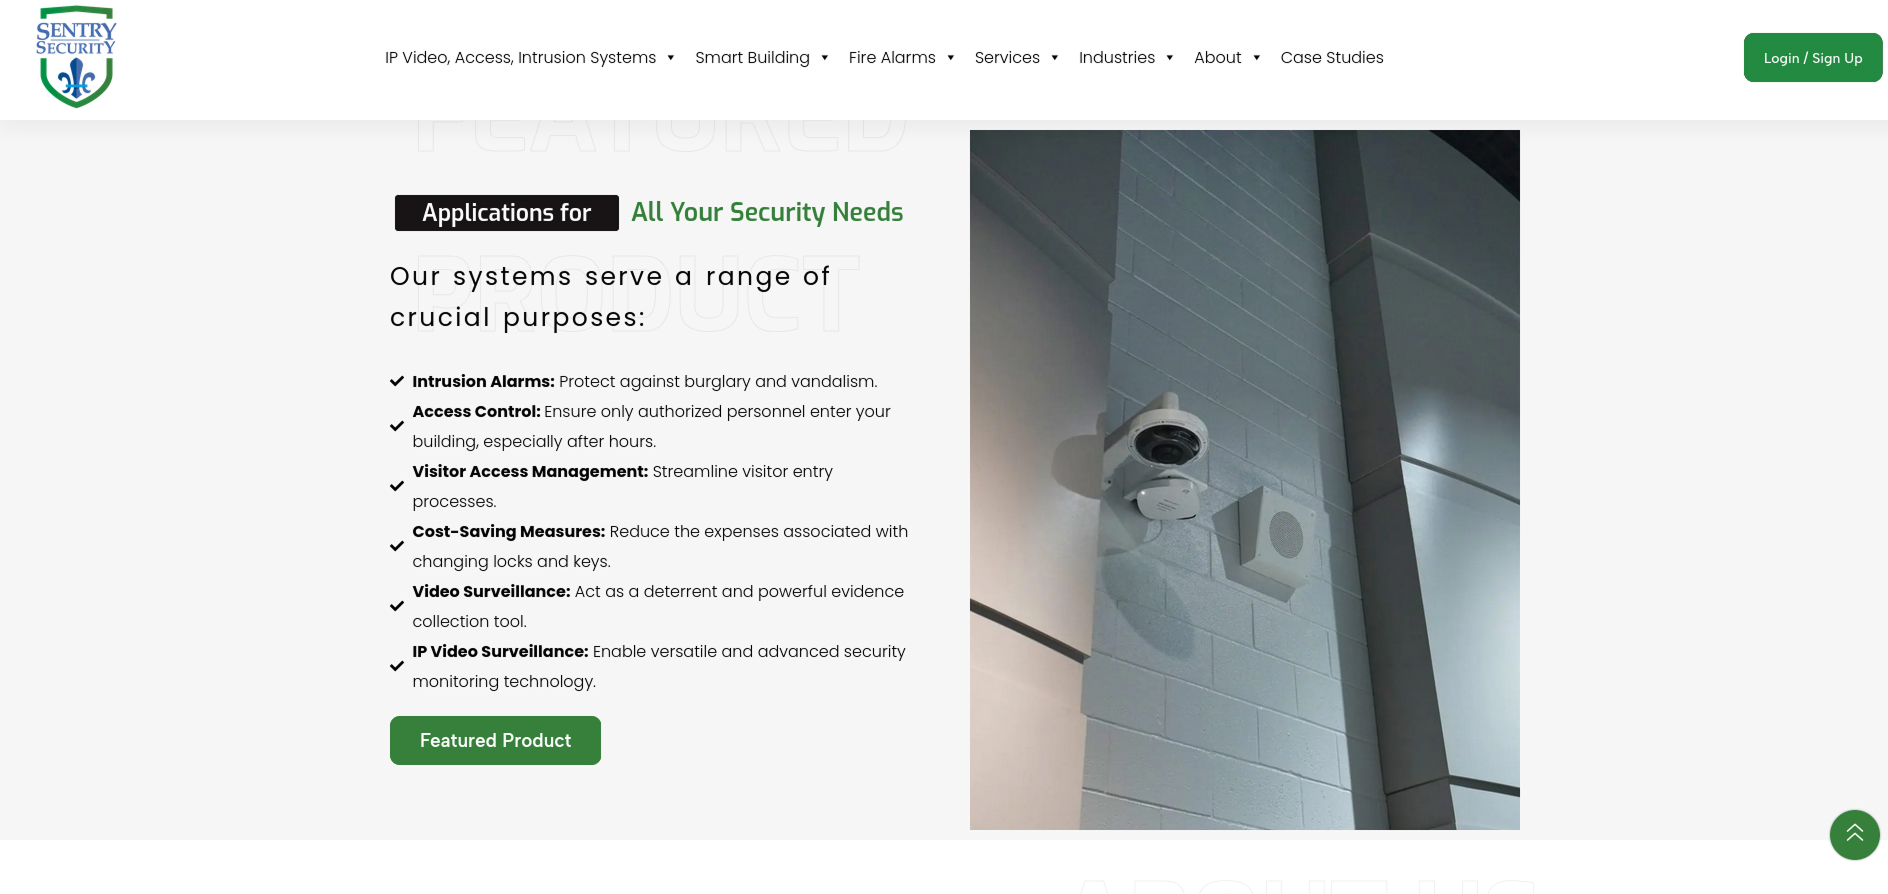 SENTRY
SECURITY
IP Video, Access, Intrusion Systems
Smart Building
Fire Alarms
Services
Industries
About
Case Studies
Login / Sign Up
FEATURED
Applications for All Your Security Needs
PRODUCT
Our systems serve a range of
crucial purposes:
Intrusion Alarms: Protect against burglary and vandalism.
Access Control: Ensure only authorized personnel enter your
building, especially after hours.
Visitor Access Management: Streamline visitor entry
processes.
Cost-Saving Measures: Reduce the expenses associated with
changing locks and keys.
Video Surveillance: Act as a deterrent and powerful evidence
collection tool.
IP Video Surveillance: Enable versatile and advanced security
monitoring technology.
Featured Product
ABOUT US